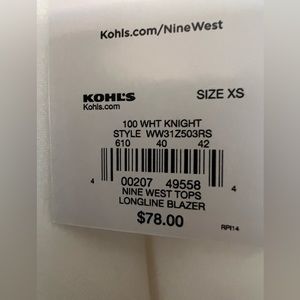 Kohls.com/NineWest
KOHL'S SIZE XS
Kohls.com
100 WHT KNIGHT
STYLE WW31Z503RS
610 40 42
4 00207 49558 4
NINE WEST TOPS
LONGLINE BLAZER
$78.00
RPI14